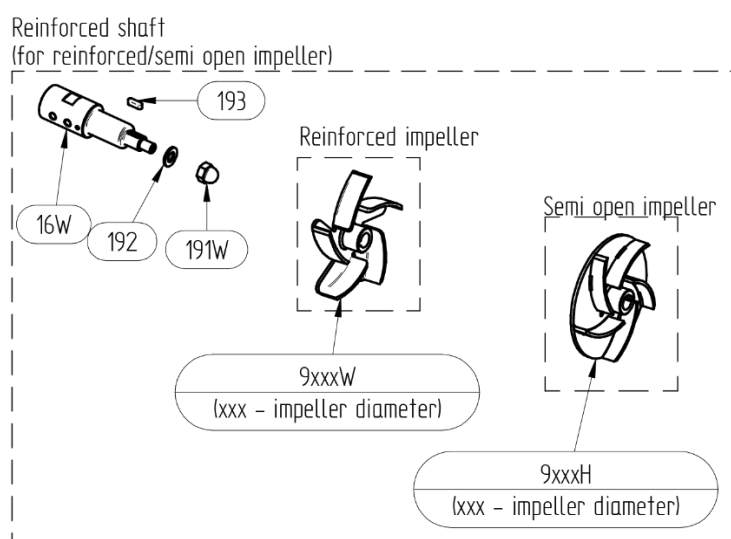 Reinforced shaft
(for reinforced/semi open impeller)
193
Reinforced impeller
Semi open impeller
16W
192
191W
9xxxW
(xxx - impeller diameter)
9xxxH
(xxx - impeller diameter)